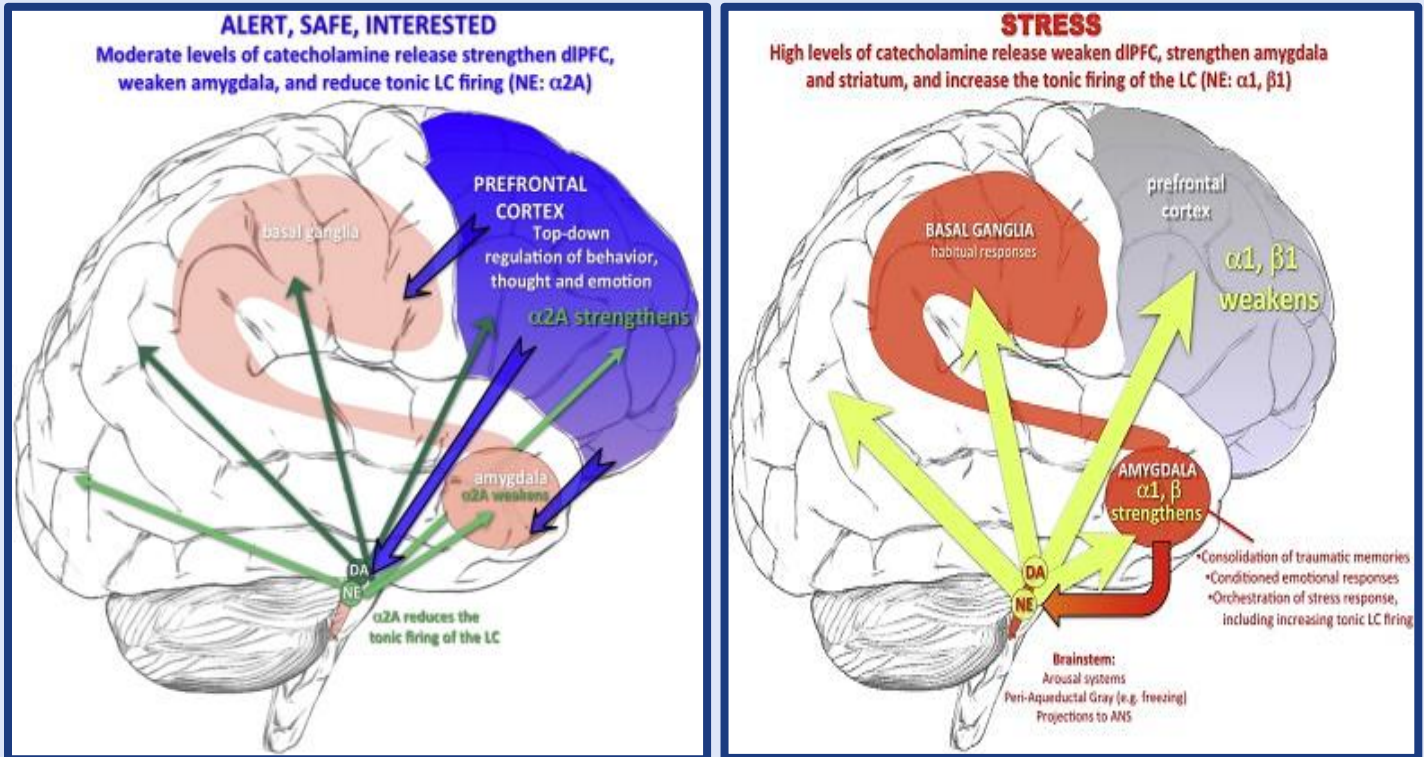 ALERT, SAFE, INTERESTED
Moderate levels of catecholamine release strengthen dlPFC,
weaken amygdala, and reduce tonic LC firing (NE: α2A)
PREFRONTAL
CORTEX
Top-down
regulation of behavior,
thought and emotion
α2A strengthens
basal ganglia
amygdala
α2A weakens
DA
NE
α2A reduces the
tonic firing of the LC
STRESS
High levels of catecholamine release weaken dlPFC, strengthen amygdala
and striatum, and increase the tonic firing of the LC (NE: α1, β1)
prefrontal
cortex
α1, β1
weakens
BASAL GANGLIA
habitual responses
AMYGDALA
α1, β
strengthens
DA
NE
•Consolidation of traumatic memories
•Conditioned emotional responses
•Orchestration of stress response,
including increasing tonic LC firing
Brainstem:
Arousal systems
Peri-Aqueductal Gray (e.g. freezing)
Projections to ANS